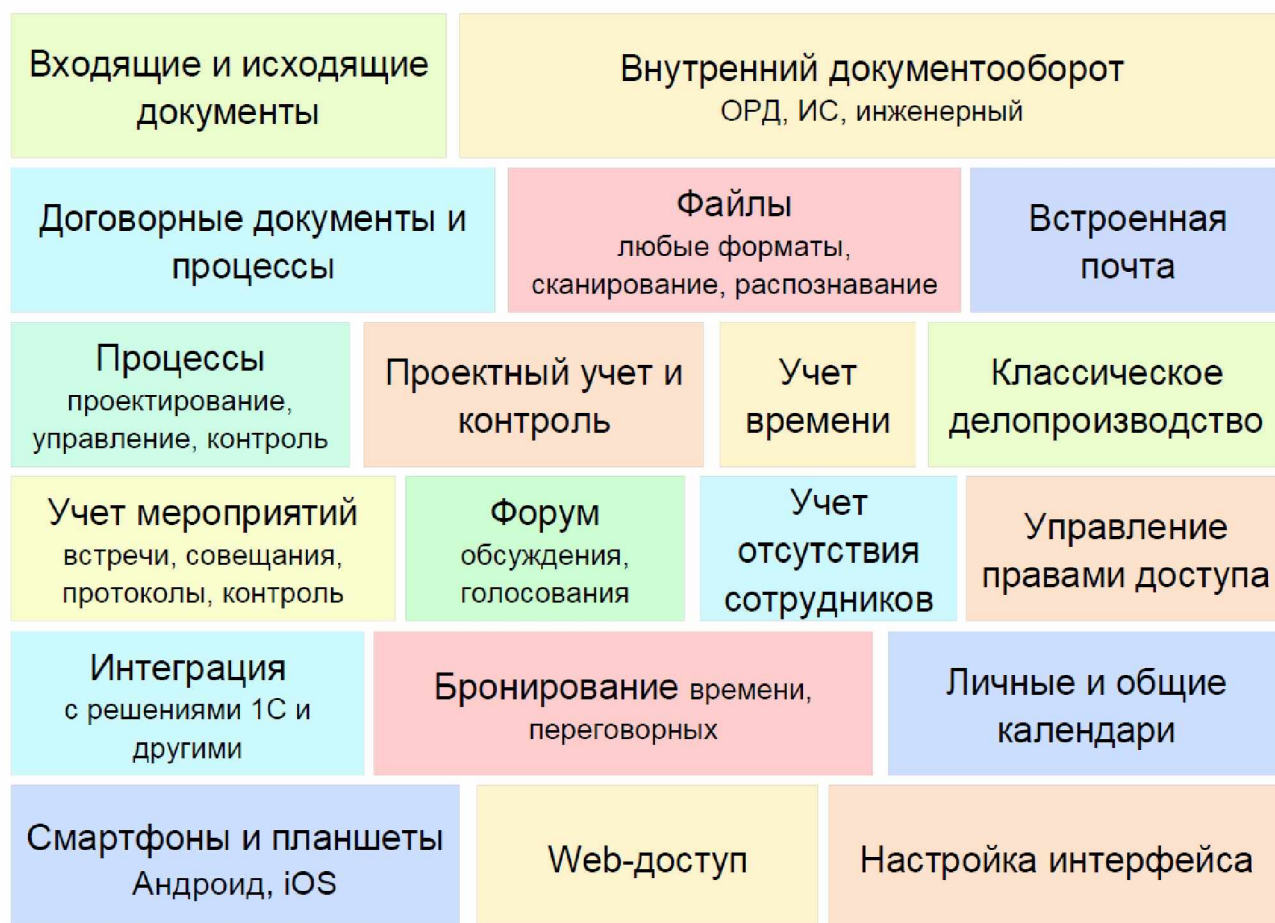 Входящие и исходящие
документы
Внутренний документооборот
ОРД, ИС, инженерный
Договорные документы и
процессы
Файлы
любые форматы,
сканирование, распознавание
Встроенная
почта
Процессы
проектирование,
управление, контроль
Проектный учет и
контроль
Учет
времени
Классическое
делопроизводство
Учет мероприятий
встречи, совещания,
протоколы, контроль
Форум
обсуждения,
голосования
Учет
отсутствия
сотрудников
Управление
правами доступа
Интеграция
с решениями 1С и
другими
Бронирование времени,
переговорных
Личные и общие
календари
Смартфоны и планшеты
Андроид, iOS
Web-доступ
Настройка интерфейса